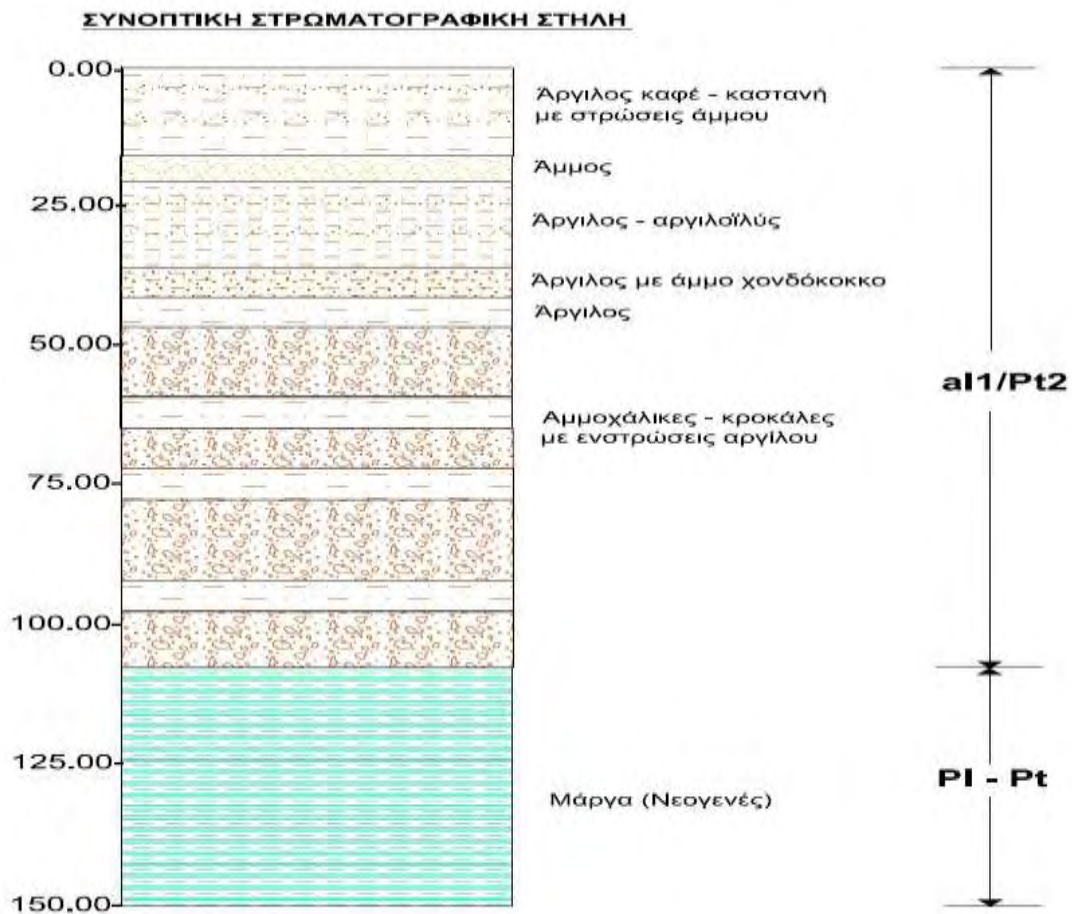 ΣΥΝΟΠΤΙΚΗ ΣΤΡΩΜΑΤΟΓΡΑΦΙΚΗ ΣΤΗΛΗ
0.00
Άργιλος καφέ - καστανή
με στρώσεις άμμου
Άμμος
25.00
Άργιλος - αργιλοϊλύς
Άργιλος με άμμο χονδόκοκκο
Άργιλος
50.00
al1/Pt2
Αμμοχάλικες - κροκάλες
με ενστρώσεις αργίλου
75.00
100.00
125.00
Pl - Pt
Μάργα (Νεογενές)
150.00